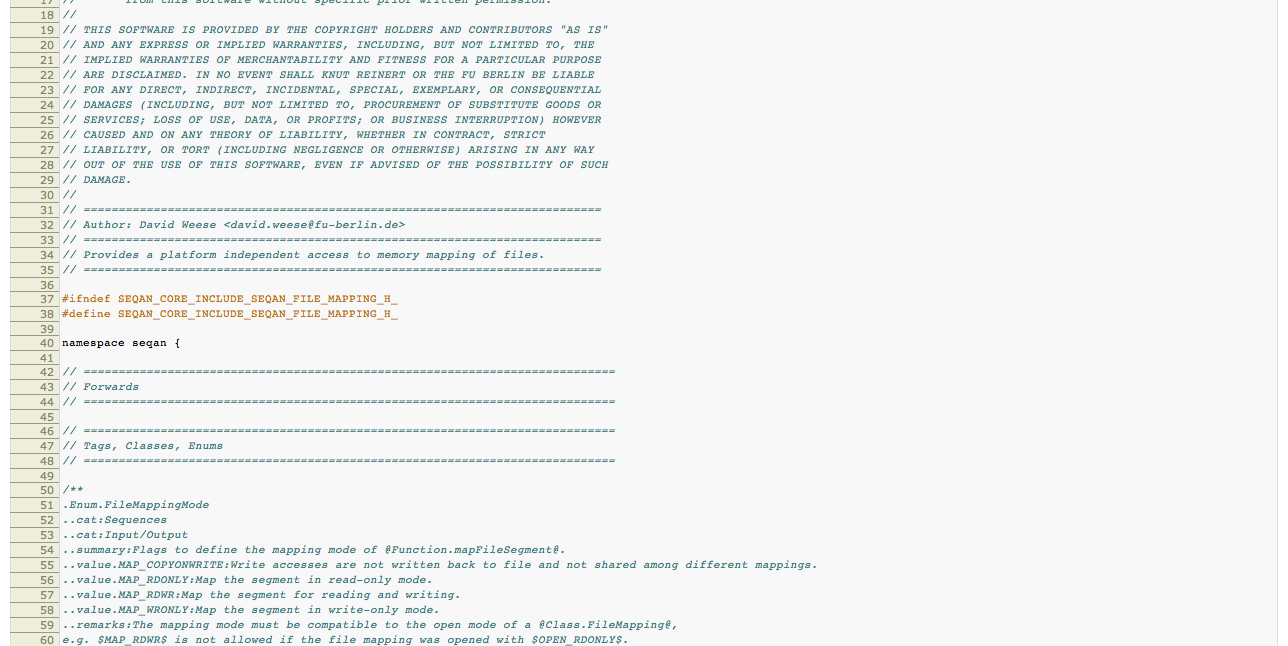 17 //       from this software without specific prior written permission.
18 //
19 // THIS SOFTWARE IS PROVIDED BY THE COPYRIGHT HOLDERS AND CONTRIBUTORS "AS IS"
20 // AND ANY EXPRESS OR IMPLIED WARRANTIES, INCLUDING, BUT NOT LIMITED TO, THE
21 // IMPLIED WARRANTIES OF MERCHANTABILITY AND FITNESS FOR A PARTICULAR PURPOSE
22 // ARE DISCLAIMED. IN NO EVENT SHALL KNUT REINERT OR THE FU BERLIN BE LIABLE
23 // FOR ANY DIRECT, INDIRECT, INCIDENTAL, SPECIAL, EXEMPLARY, OR CONSEQUENTIAL
24 // DAMAGES (INCLUDING, BUT NOT LIMITED TO, PROCUREMENT OF SUBSTITUTE GOODS OR
25 // SERVICES; LOSS OF USE, DATA, OR PROFITS; OR BUSINESS INTERRUPTION) HOWEVER
26 // CAUSED AND ON ANY THEORY OF LIABILITY, WHETHER IN CONTRACT, STRICT
27 // LIABILITY, OR TORT (INCLUDING NEGLIGENCE OR OTHERWISE) ARISING IN ANY WAY
28 // OUT OF THE USE OF THIS SOFTWARE, EVEN IF ADVISED OF THE POSSIBILITY OF SUCH
29 // DAMAGE.
30 //
31 // ==========================================================================
32 // Author: David Weese <david.weese@fu-berlin.de>
33 // ==========================================================================
34 // Provides a platform independent access to memory mapping of files.
35 // ==========================================================================
36
37 #ifndef SEQAN_CORE_INCLUDE_SEQAN_FILE_MAPPING_H_
38 #define SEQAN_CORE_INCLUDE_SEQAN_FILE_MAPPING_H_
39
40 namespace seqan {
41
42 // ============================================================================
43 // Forwards
44 // ============================================================================
45
46 // ============================================================================
47 // Tags, Classes, Enums
48 // ============================================================================
49
50 /**
51 .Enum.FileMappingMode
52 ..cat:Sequences
53 ..cat:Input/Output
54 ..summary:Flags to define the mapping mode of @Function.mapFileSegment@.
55 ..value.MAP_COPYONWRITE:Write accesses are not written back to file and not shared among different mappings.
56 ..value.MAP_RDONLY:Map the segment in read-only mode.
57 ..value.MAP_RDWR:Map the segment for reading and writing.
58 ..value.MAP_WRONLY:Map the segment in write-only mode.
59 ..remarks:The mapping mode must be compatible to the open mode of a @Class.FileMapping@,
60 e.g. $MAP_RDWR$ is not allowed if the file mapping was opened with $OPEN_RDONLY$.